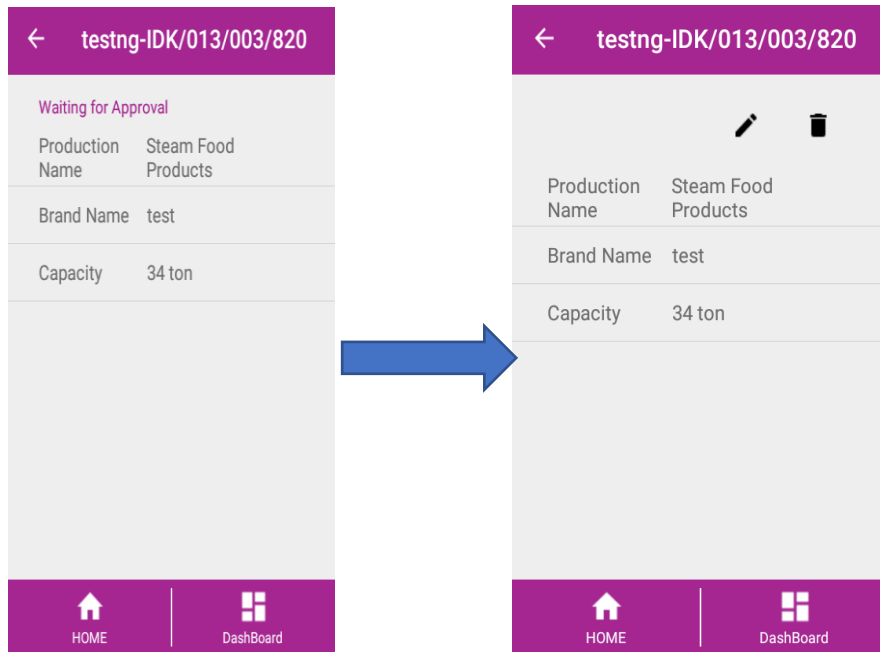 testng-IDK/013/003/820
Waiting for Approval
Production Name
Steam Food Products
Brand Name test
Capacity 34 ton
HOME DashBoard
testng-IDK/013/003/820
Production Name
Steam Food Products
Brand Name test
Capacity 34 ton
HOME DashBoard